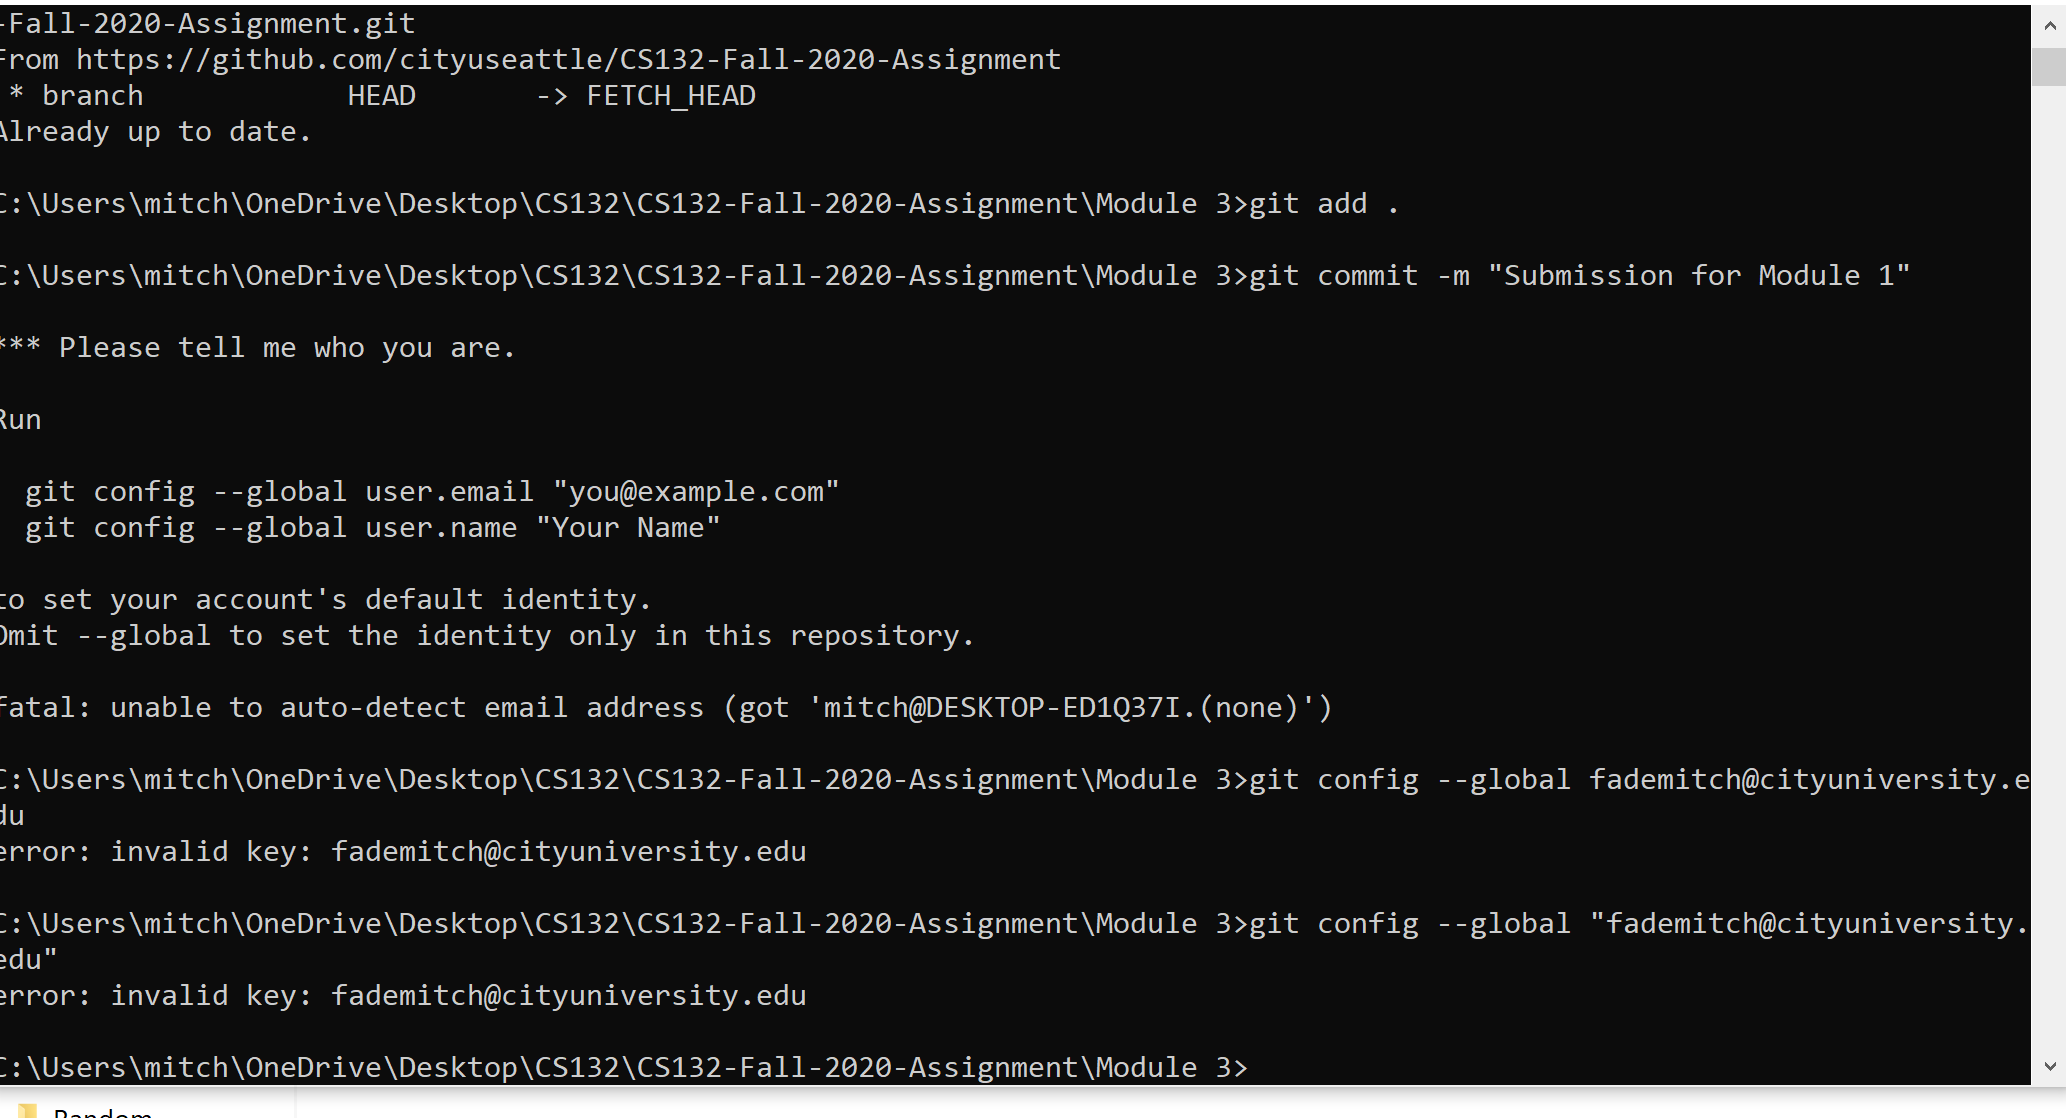 -Fall-2020-Assignment.git
From https://github.com/cityuseattle/CS132-Fall-2020-Assignment
 * branch            HEAD       -> FETCH_HEAD
Already up to date.
C:\Users\mitch\OneDrive\Desktop\CS132\CS132-Fall-2020-Assignment\Module 3>git add .
C:\Users\mitch\OneDrive\Desktop\CS132\CS132-Fall-2020-Assignment\Module 3>git commit -m "Submission for Module 1"
*** Please tell me who you are.
Run
  git config --global user.email "you@example.com"
  git config --global user.name "Your Name"
to set your account's default identity.
Omit --global to set the identity only in this repository.
fatal: unable to auto-detect email address (got 'mitch@DESKTOP-ED1Q37I.(none)')
C:\Users\mitch\OneDrive\Desktop\CS132\CS132-Fall-2020-Assignment\Module 3>git config --global fademitch@cityuniversity.e
du
error: invalid key: fademitch@cityuniversity.edu
C:\Users\mitch\OneDrive\Desktop\CS132\CS132-Fall-2020-Assignment\Module 3>git config --global "fademitch@cityuniversity.
edu"
error: invalid key: fademitch@cityuniversity.edu
C:\Users\mitch\OneDrive\Desktop\CS132\CS132-Fall-2020-Assignment\Module 3>
Random